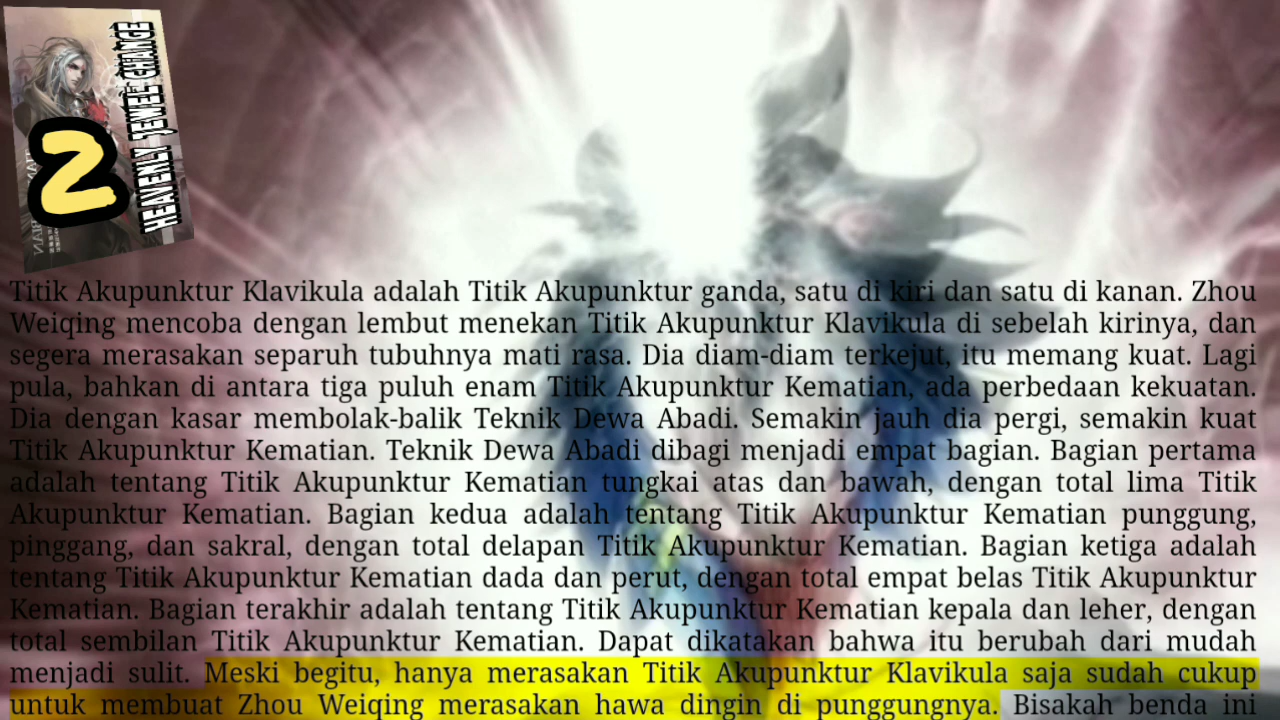 HEAVENLY JEWEL CHANGE
2
Titik Akupunktur Klavikula adalah Titik Akupunktur ganda, satu di kiri dan satu di kanan. Zhou
Weiqing mencoba dengan lembut menekan Titik Akupunktur Klavikula di sebelah kirinya, dan
segera merasakan separuh tubuhnya mati rasa. Dia diam-diam terkejut, itu memang kuat. Lagi
pula, bahkan di antara tiga puluh enam Titik Akupunktur Kematian, ada perbedaan kekuatan.
Dia dengan kasar membolak-balik Teknik Dewa Abadi. Semakin jauh dia pergi, semakin kuat
Titik Akupunktur Kematian. Teknik Dewa Abadi dibagi menjadi empat bagian. Bagian pertama
adalah tentang Titik Akupunktur Kematian tungkai atas dan bawah, dengan total lima Titik
Akupunktur Kematian. Bagian kedua adalah tentang Titik Akupunktur Kematian punggung,
pinggang, dan sakral, dengan total delapan Titik Akupunktur Kematian. Bagian ketiga adalah
tentang Titik Akupunktur Kematian dada dan perut, dengan total empat belas Titik Akupunktur
Kematian. Bagian terakhir adalah tentang Titik Akupunktur Kematian kepala dan leher, dengan
total sembilan Titik Akupunktur Kematian. Dapat dikatakan bahwa itu berubah dari mudah
menjadi sulit. Meski begitu, hanya merasakan Titik Akupunktur Klavikula saja sudah cukup
untuk membuat Zhou Weiqing merasakan hawa dingin di punggungnya. Bisakah benda ini